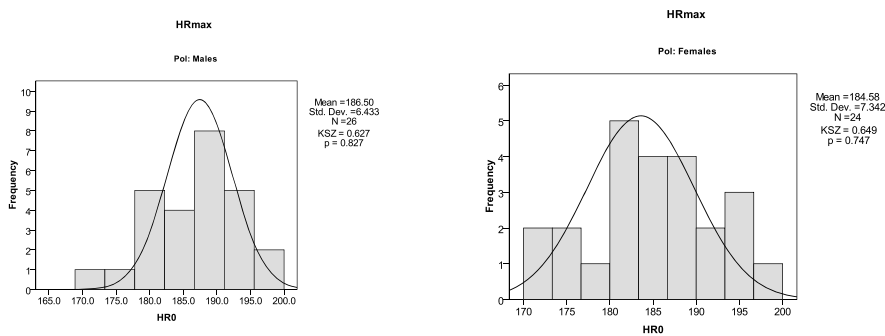 HRmax
Pol: Males
10
9
8
7
6
5
4
3
2
1
0
Frequency
165.0 170.0 175.0 180.0 185.0 190.0 195.0 200.0
HR0
Mean =186.50
Std. Dev. =6.433
N =26
KSZ = 0.627
p = 0.827
HRmax
Pol: Females
6
5
4
3
2
1
0
Frequency
170 175 180 185 190 195 200
HR0
Mean =184.58
Std. Dev. =7.342
N =24
KSZ = 0.649
p = 0.747